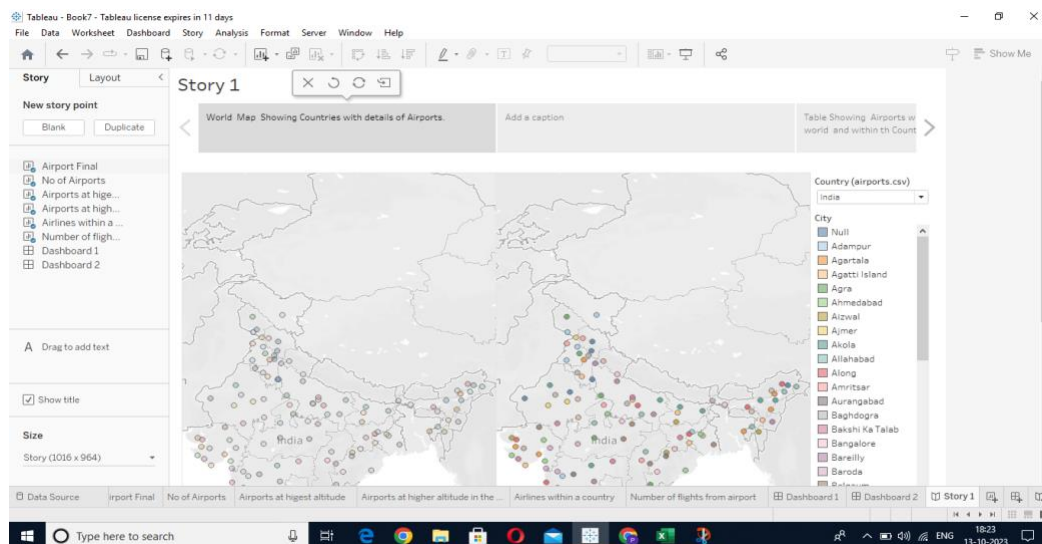 Tableau - Book7 - Tableau license expires in 11 days
File Data Worksheet Dashboard Story Analysis Format Server Window Help
Show Me
Story Layout
New story point
Blank Duplicate
Airport Final
No of Airports
Airports at hige...
Airports at high...
Airlines within a ...
Number of fligh...
Dashboard 1
Dashboard 2
A Drag to add text
Show title
Size
Story (1016 x 964)
Story 1
World Map Showing Countries with details of Airports.
Add a caption
Table Showing Airports w
world and within th Count
India
India
Country (airports.csv)
India
City
Null
Adampur
Agartala
Agatti Island
Agra
Ahmedabad
Aizwal
Ajmer
Akola
Allahabad
Along
Amritsar
Aurangabad
Baghdogra
Bakshi Ka Talab
Bangalore
Bareilly
Baroda
Belgaum
Data Source irport Final No of Airports Airports at higest altitude Airports at higher altitude in the ... Airlines within a country Number of flights from airport Dashboard 1 Dashboard 2 Story 1
Type here to search
ENG
18:23
13-10-2023